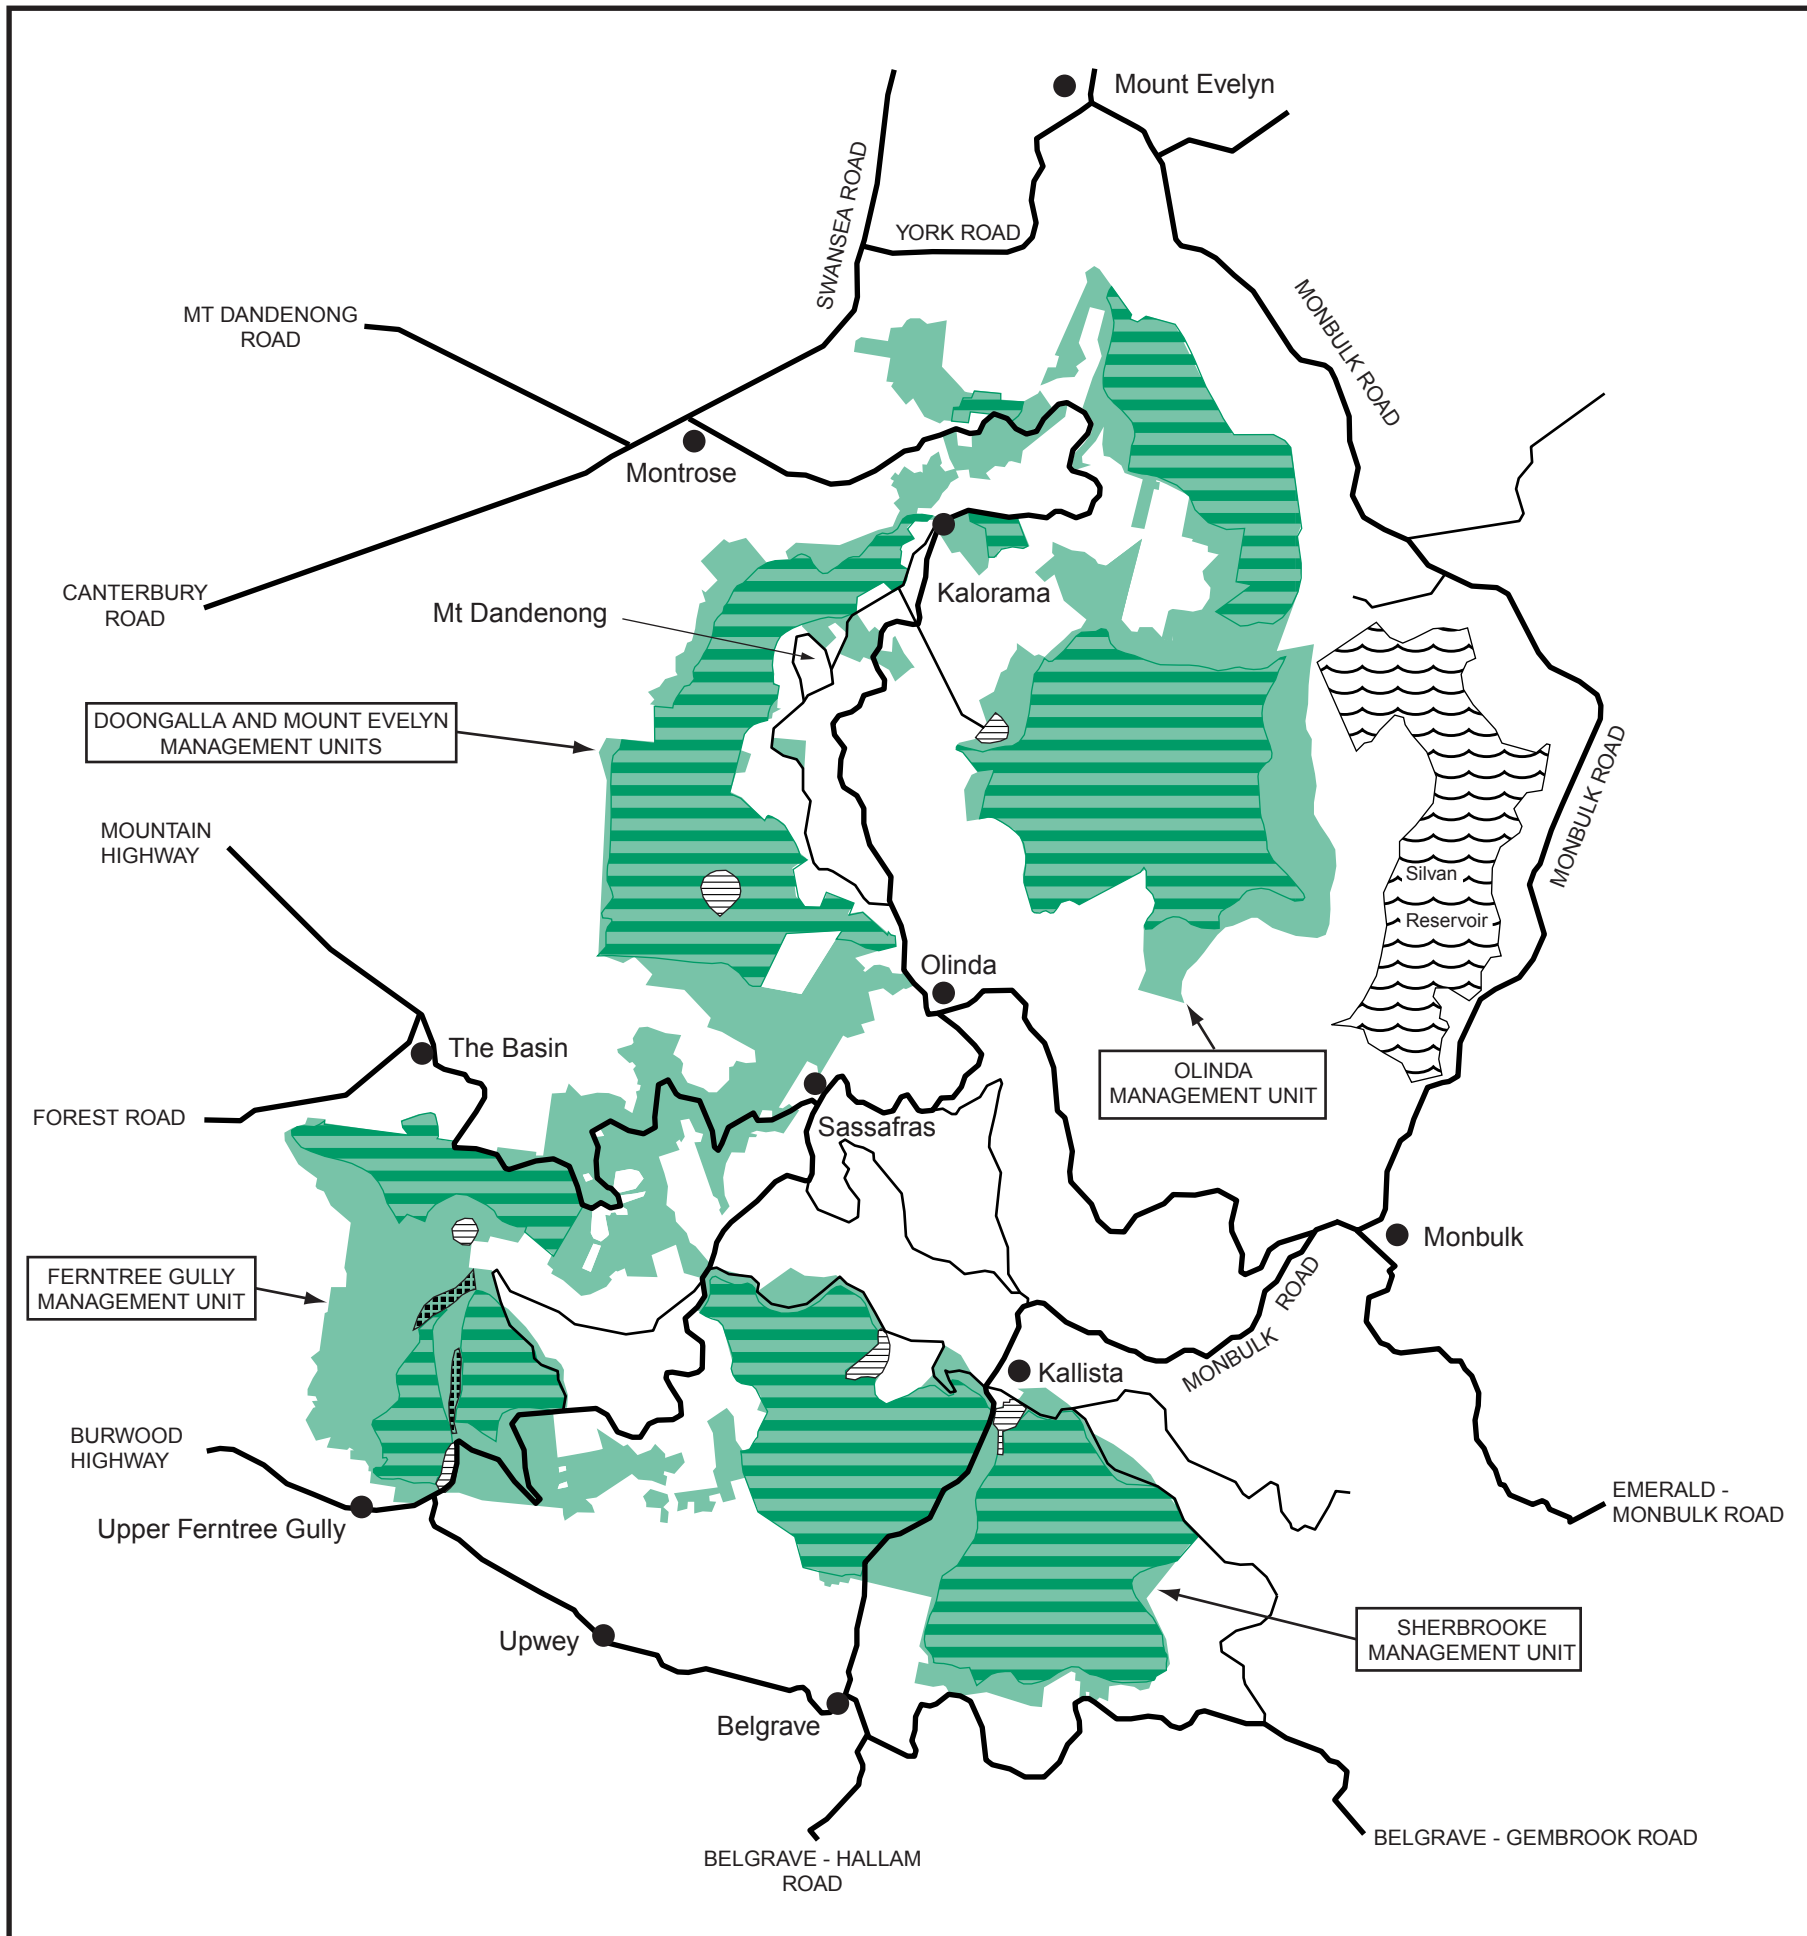 Mount Evelyn
SWANSEA ROAD
YORK ROAD
MT DANDENONG
ROAD
MONBULK ROAD
Montrose
CANTERBURY
ROAD
Kalorama
Mt Dandenong
DOONGALLA AND MOUNT EVELYN
MANAGEMENT UNITS
MONBULK ROAD
MOUNTAIN
HIGHWAY
Silvan
Reservoir
Olinda
The Basin
OLINDA
MANAGEMENT UNIT
FOREST ROAD
Sassafras
Monbulk
FERNTREE GULLY
MANAGEMENT UNIT
MONBULK ROAD
Kallista
BURWOOD
HIGHWAY
EMERALD -
MONBULK ROAD
Upper Ferntree Gully
SHERBROOKE
MANAGEMENT UNIT
Upwey
Belgrave
BELGRAVE - GEMBROOK ROAD
BELGRAVE - HALLAM
ROAD